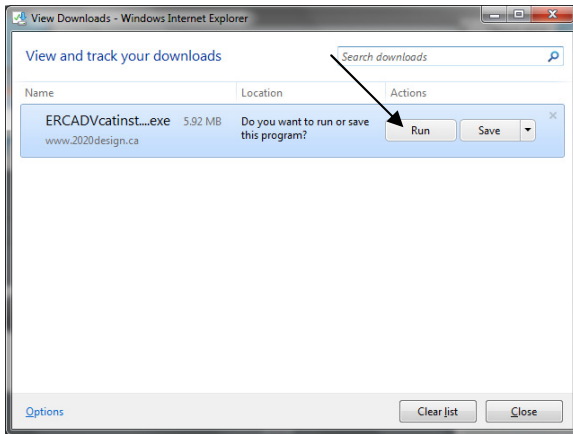 View Downloads - Windows Internet Explorer
View and track your downloads
Search downloads
Name Location Actions
ERCADVcatinst....exe 5.92 MB Do you want to run or save this program? Run Save
www.2020design.ca
Options Clear list Close